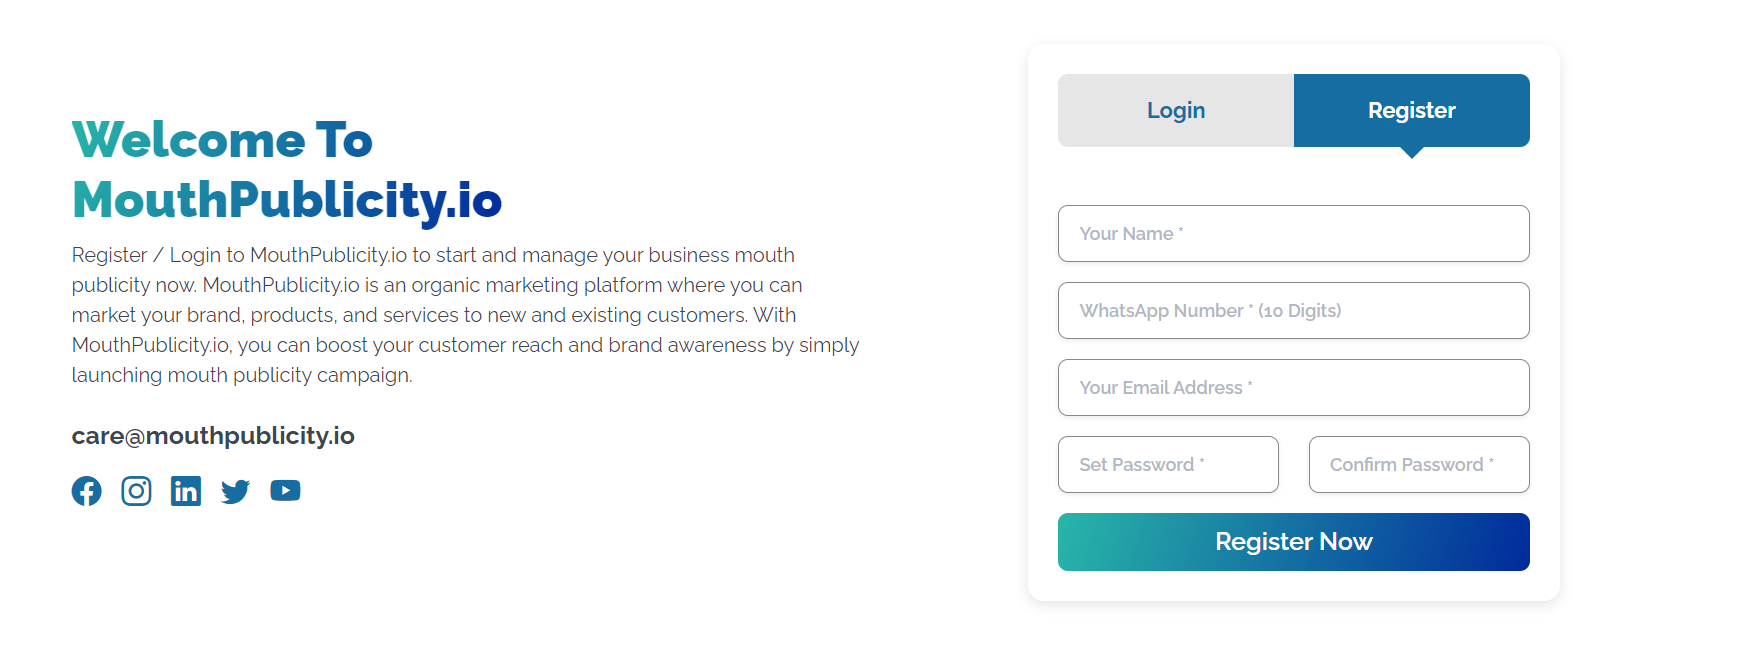 Welcome To
MouthPublicity.io
Register / Login to MouthPublicity.io to start and manage your business mouth
publicity now. MouthPublicity.io is an organic marketing platform where you can
market your brand, products, and services to new and existing customers. With
MouthPublicity.io, you can boost your customer reach and brand awareness by simply
launching mouth publicity campaign.
care@mouthpublicity.io
Login Register
Your Name *
WhatsApp Number * (10 Digits)
Your Email Address *
Set Password * Confirm Password *
Register Now